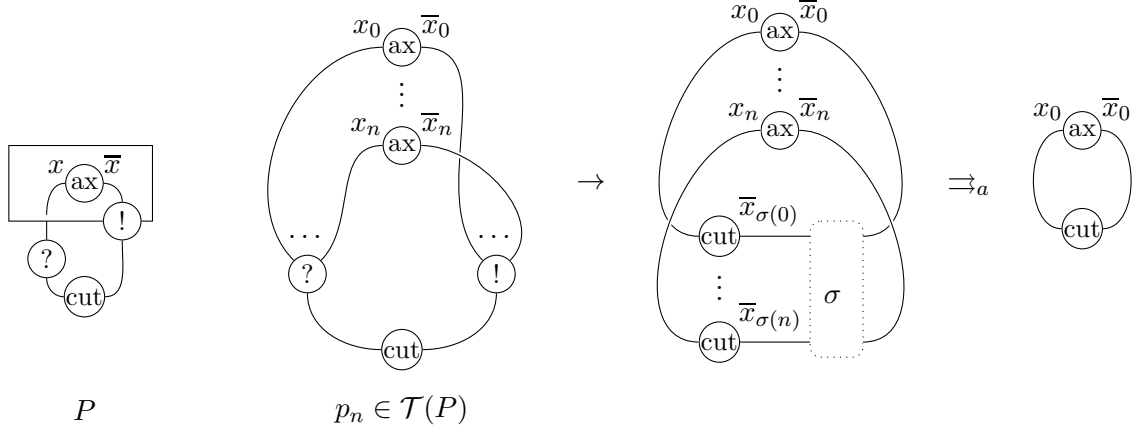 x ax x̅
!
?
cut
P
x₀ ax x̅₀
⋮
xₙ ax x̅ₙ
... ...
? !
cut
pₙ ∈ 𝒯(P)
→
x₀ ax x̅₀
⋮
xₙ ax x̅ₙ
cut x̅_{σ(0)}
⋮ σ
cut x̅_{σ(n)}
⇉ₐ
x₀ ax x̅₀
cut